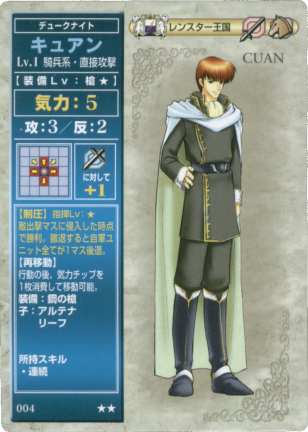 デュークナイト
キュアン
Lv.1 騎兵系・直接攻撃
【装備Lv:槍★】
気力:5
攻:3/反:2
に対して
+1
【制圧】指揮Lv:★
敵出撃マスに侵入した時点
で勝利。撤退すると自軍ユ
ニット全てが1マス後退。
【再移動】
行動の後、気力チップを
1枚消費して移動可能。
装備:鋼の槍
子:アルテナ
リーフ
所持スキル
・連続
004
★★
レンスター王国
CUAN